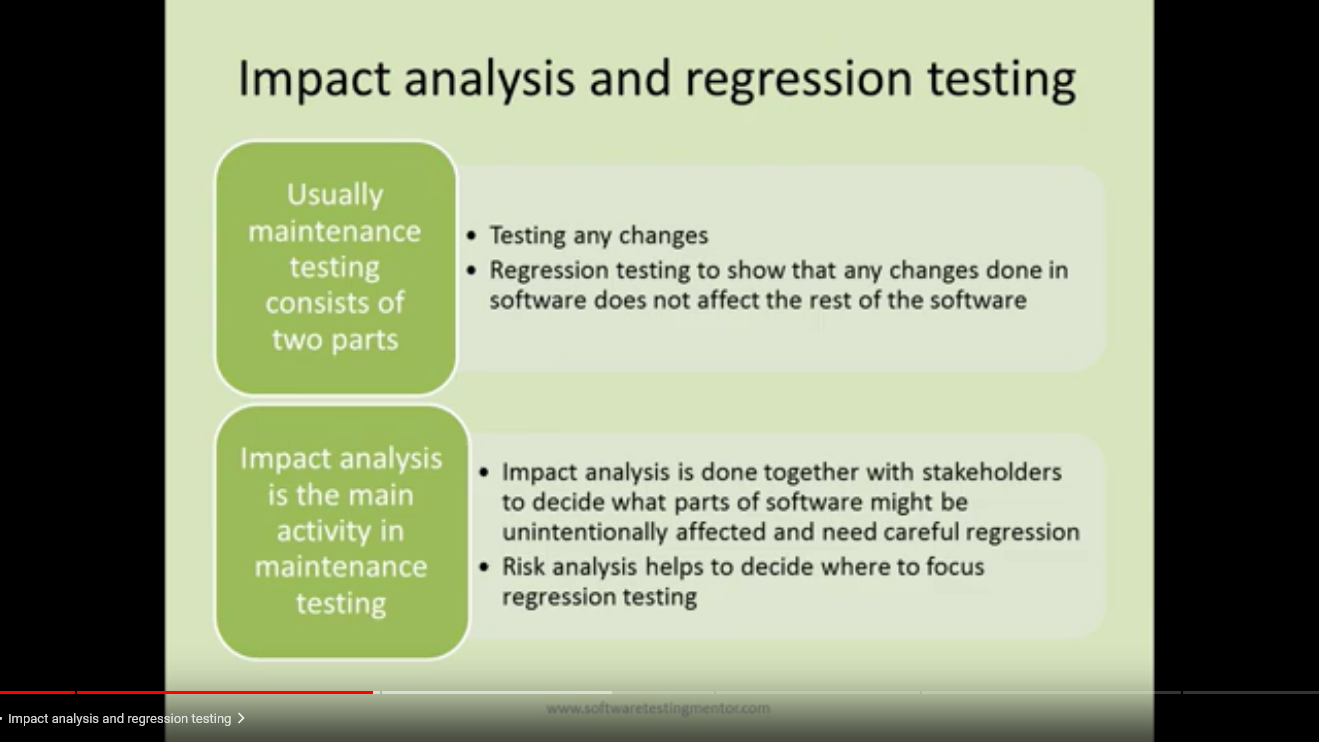 Impact analysis and regression testing
Usually
maintenance
testing
consists of
two parts
• Testing any changes
• Regression testing to show that any changes done in
software does not affect the rest of the software
Impact analysis
is the main
activity in
maintenance
testing
• Impact analysis is done together with stakeholders
to decide what parts of software might be
unintentionally affected and need careful regression
• Risk analysis helps to decide where to focus
regression testing
www.softwaretestingmentor.com
• Impact analysis and regression testing